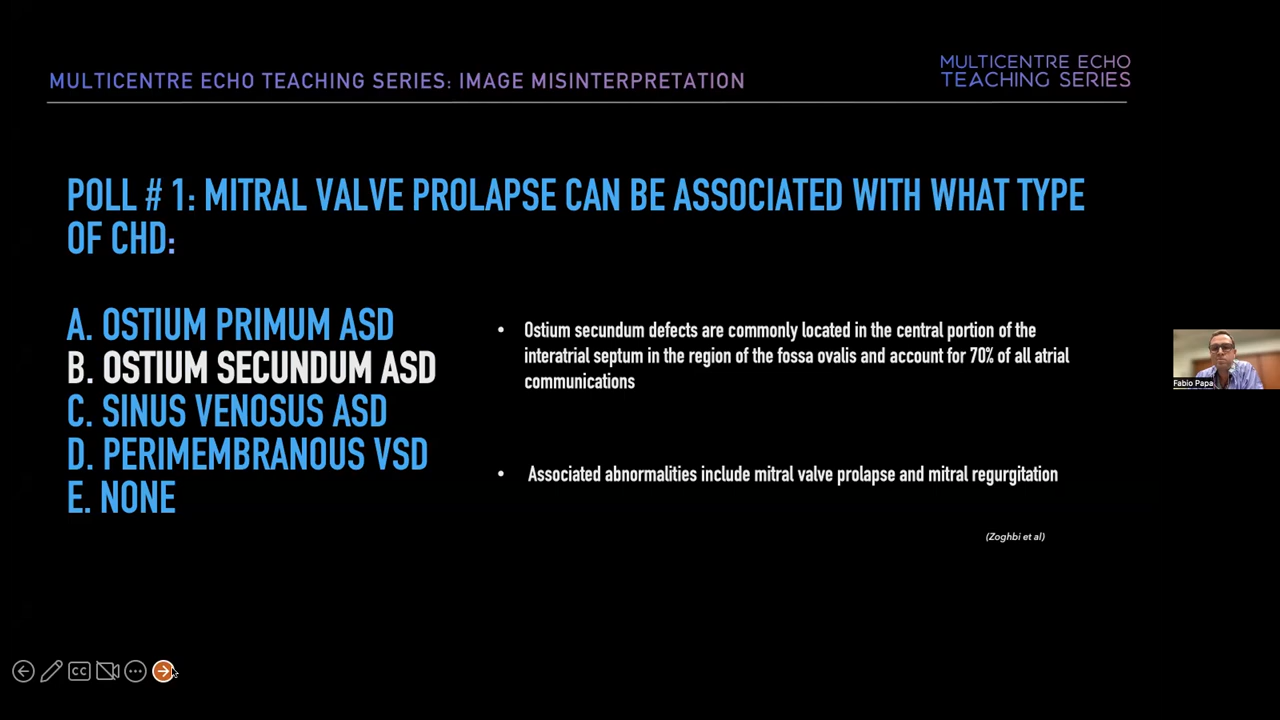 MULTICENTRE ECHO TEACHING SERIES: IMAGE MISINTERPRETATION
MULTICENTRE ECHO
TEACHING SERIES
POLL # 1: MITRAL VALVE PROLAPSE CAN BE ASSOCIATED WITH WHAT TYPE
OF CHD:
A. OSTIUM PRIMUM ASD
B. OSTIUM SECUNDUM ASD
C. SINUS VENOSUS ASD
D. PERIMEMBRANOUS VSD
E. NONE
• Ostium secundum defects are commonly located in the central portion of the
interatrial septum in the region of the fossa ovalis and account for 70% of all atrial
communications
• Associated abnormalities include mitral valve prolapse and mitral regurgitation
(Zoghbi et al)
Fabio Papa
CC